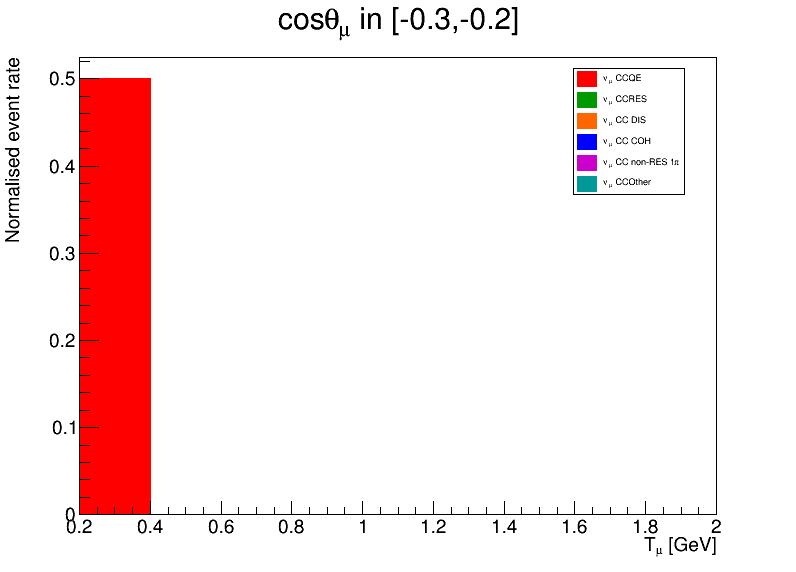 cosθμ in [-0.3,-0.2]
Normalised event rate
0.5
0.4
0.3
0.2
0.1
0
νμ CCQE
νμ CCRES
νμ CC DIS
νμ CC COH
νμ CC non-RES 1π
νμ CCOther
0.2 0.4 0.6 0.8 1 1.2 1.4 1.6 1.8 2
Tμ [GeV]